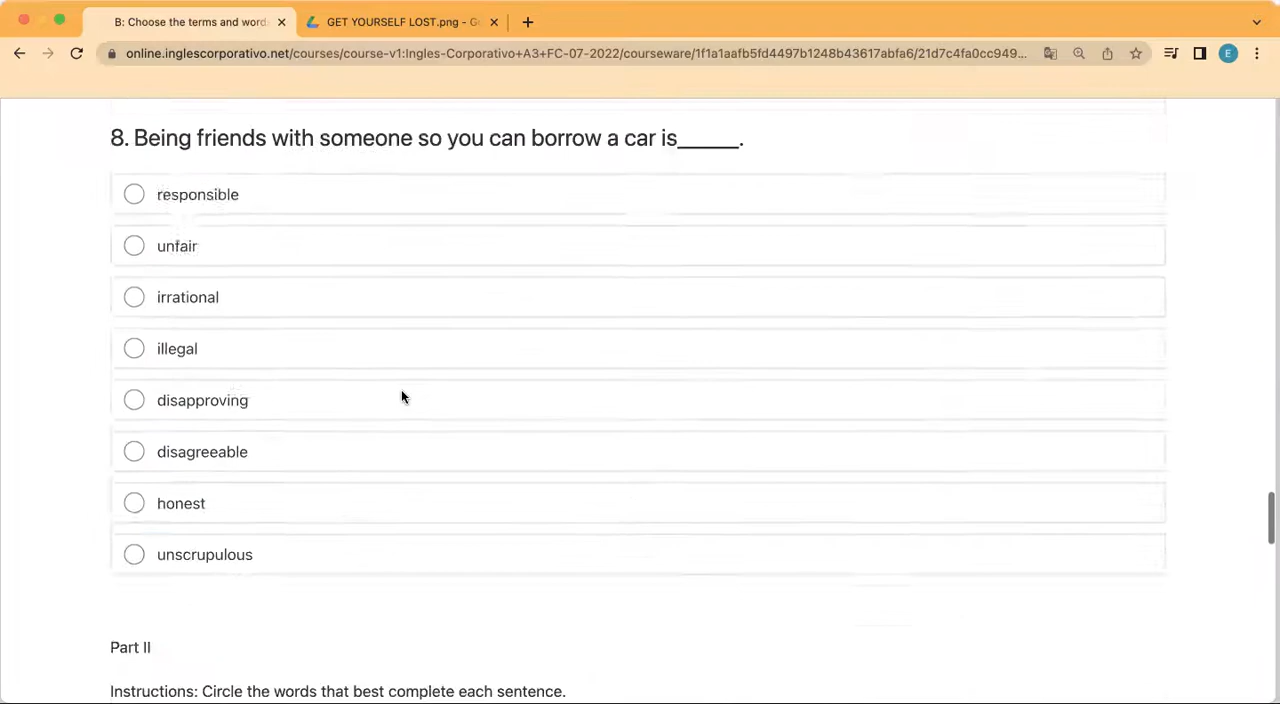 B: Choose the terms and word
GET YOURSELF LOST.png - G
online.inglescorporativo.net/courses/course-v1:Ingles-Corporativo+A3+FC-07-2022/courseware/1f1a1aafb5fd4497b1248b43617abfa6/21d7c4fa0cc949...
E
8. Being friends with someone so you can borrow a car is______.
responsible
unfair
irrational
illegal
disapproving
disagreeable
honest
unscrupulous
Part II
Instructions: Circle the words that best complete each sentence.